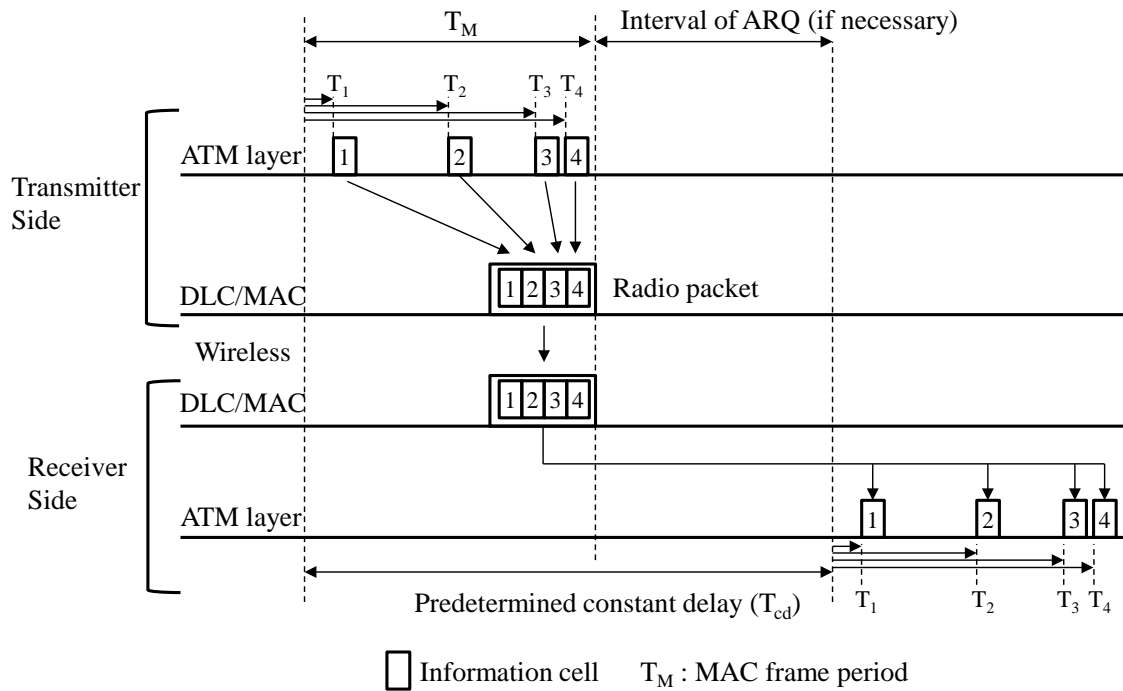 T_M
Interval of ARQ (if necessary)
T_1 T_2 T_3 T_4
Transmitter
Side
ATM layer
1 2 3 4
DLC/MAC
1 2 3 4
Radio packet
Wireless
DLC/MAC
1 2 3 4
Receiver
Side
ATM layer
1 2 3 4
Predetermined constant delay (T_cd)
T_1 T_2 T_3 T_4
Information cell
T_M : MAC frame period